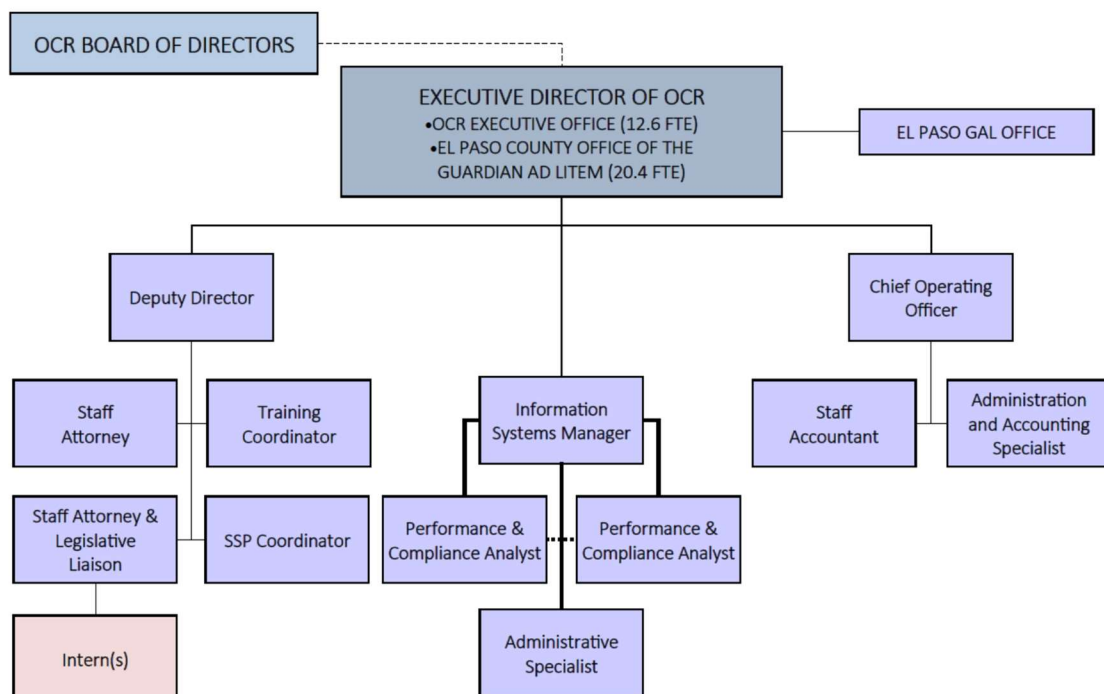 OCR BOARD OF DIRECTORS
EXECUTIVE DIRECTOR OF OCR
•OCR EXECUTIVE OFFICE (12.6 FTE)
•EL PASO COUNTY OFFICE OF THE
GUARDIAN AD LITEM (20.4 FTE)
EL PASO GAL OFFICE
Deputy Director
Chief Operating
Officer
Staff
Attorney
Training
Coordinator
Information
Systems Manager
Staff
Accountant
Administration
and Accounting
Specialist
Staff Attorney &
Legislative
Liaison
SSP Coordinator
Performance &
Compliance Analyst
Performance &
Compliance Analyst
Intern(s)
Administrative
Specialist